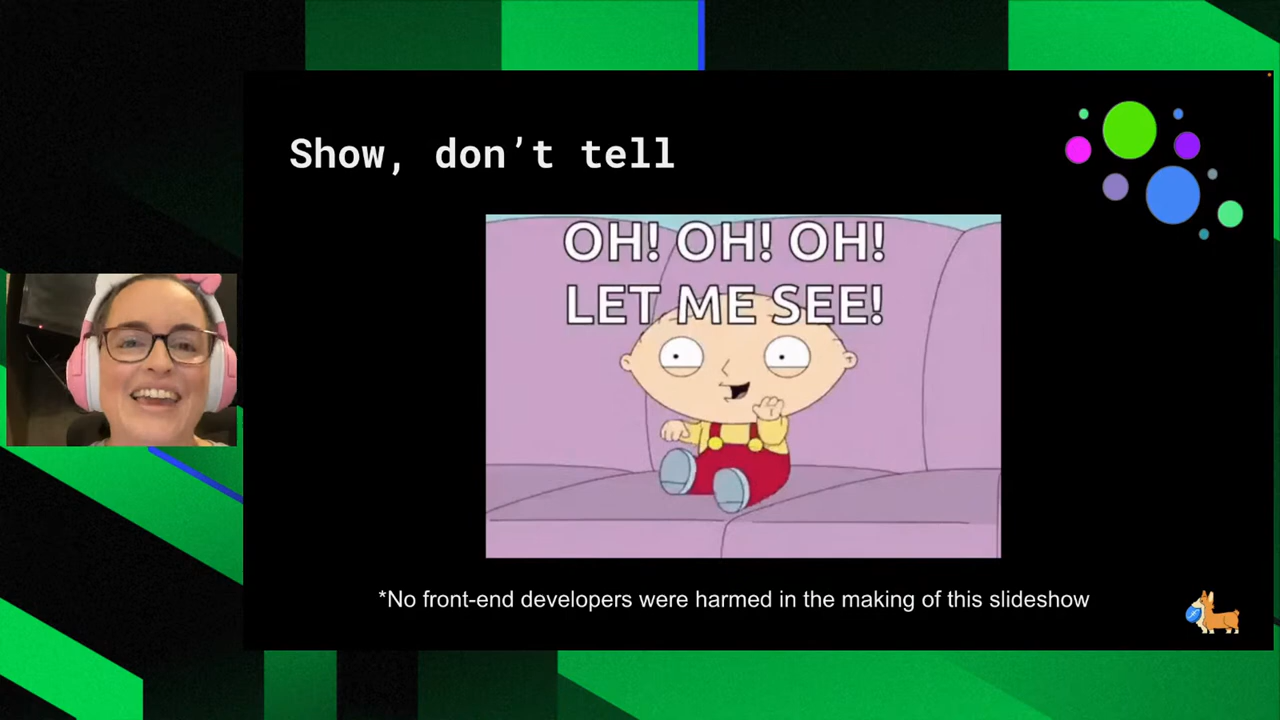 Show, don’t tell
OH! OH! OH!
LET ME SEE!
*No front-end developers were harmed in the making of this slideshow